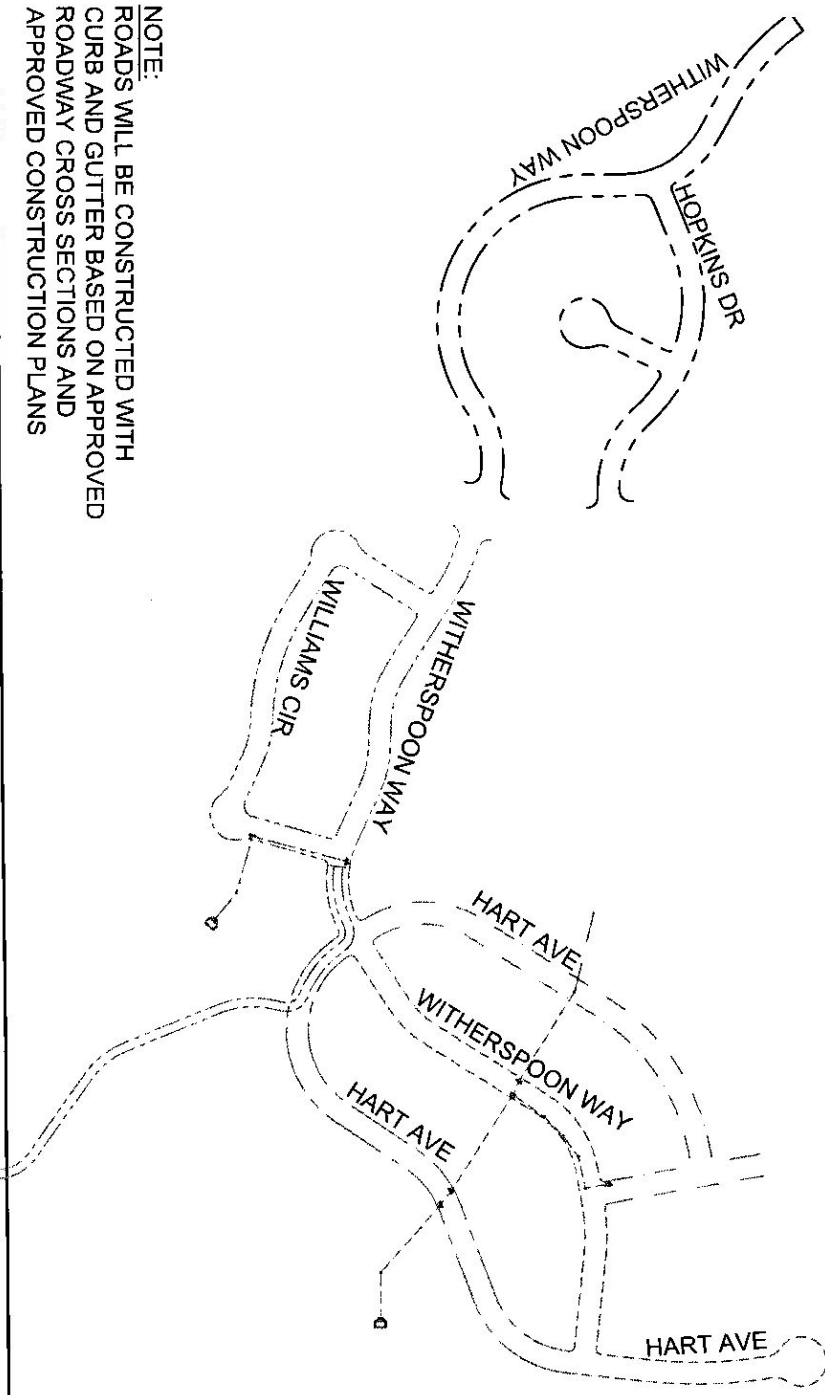 WITHERSPOON WAY
HOPKINS DR
WILLIAMS CIR
WITHERSPOON WAY
HART AVE
WITHERSPOON WAY
HART AVE
HART AVE
NOTE:
ROADS WILL BE CONSTRUCTED WITH
CURB AND GUTTER BASED ON APPROVED
ROADWAY CROSS SECTIONS AND
APPROVED CONSTRUCTION PLANS